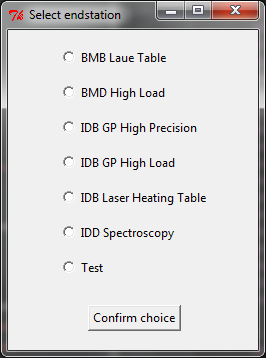 Select endstation
BMB Laue Table
BMD High Load
IDB GP High Precision
IDB GP High Load
IDB Laser Heating Table
IDD Spectroscopy
Test
Confirm choice